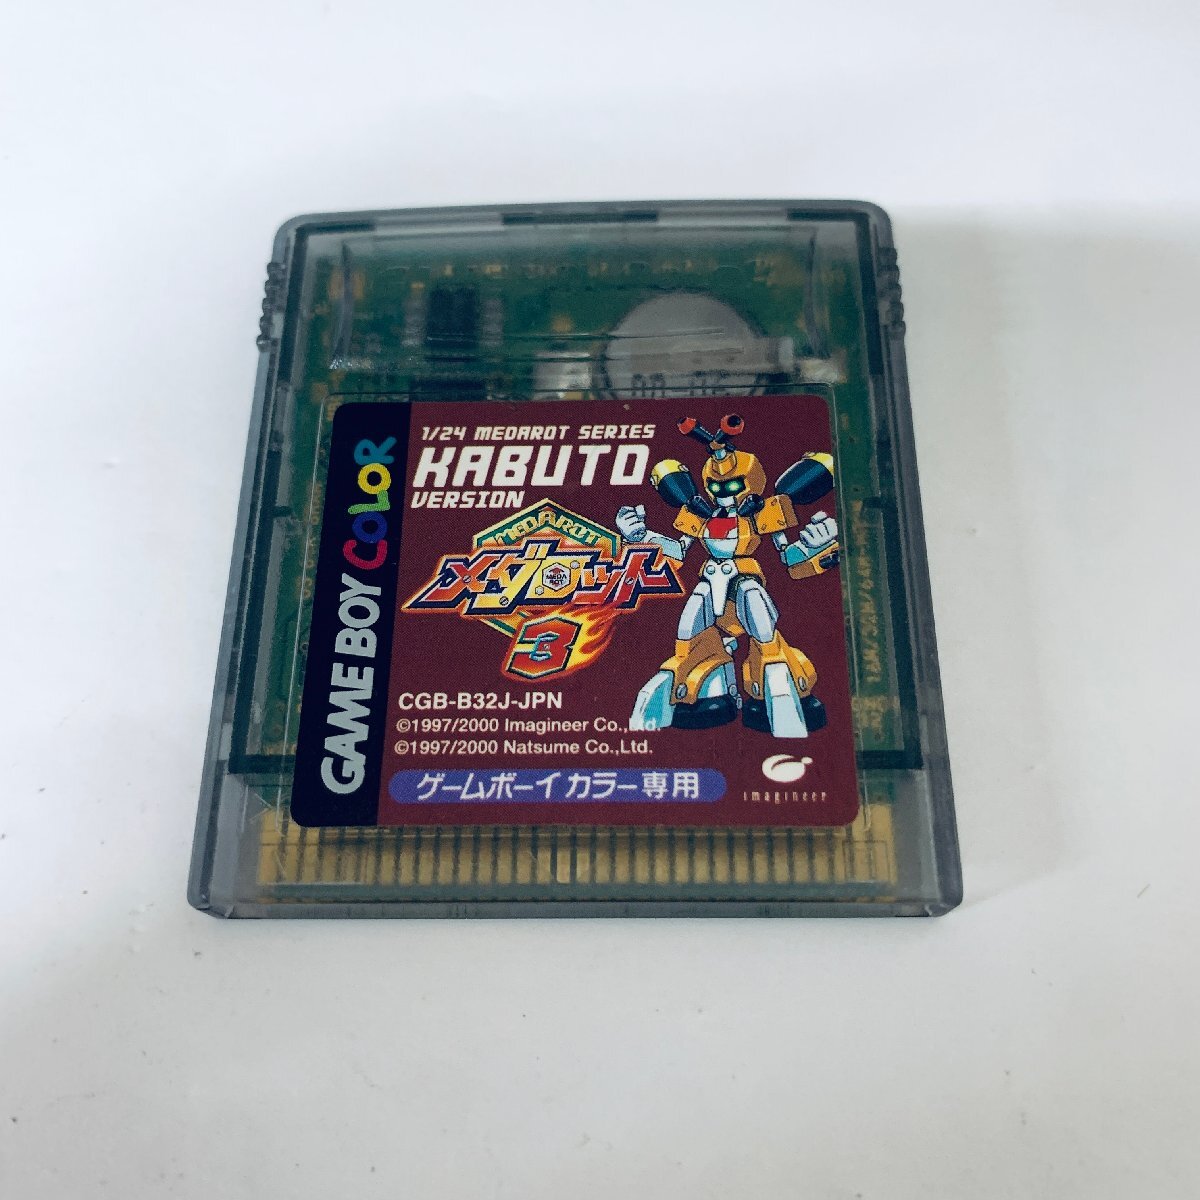 1/24 MEDAROT SERIES
KABUTO
VERSION
MEDAROT
メダロット
MEDA
ROT
3
CGB-B32J-JPN
©1997/2000 Imagineer Co.,Ltd.
©1997/2000 Natsume Co.,Ltd.
ゲームボーイカラー専用
imagineer
GAME BOY COLOR